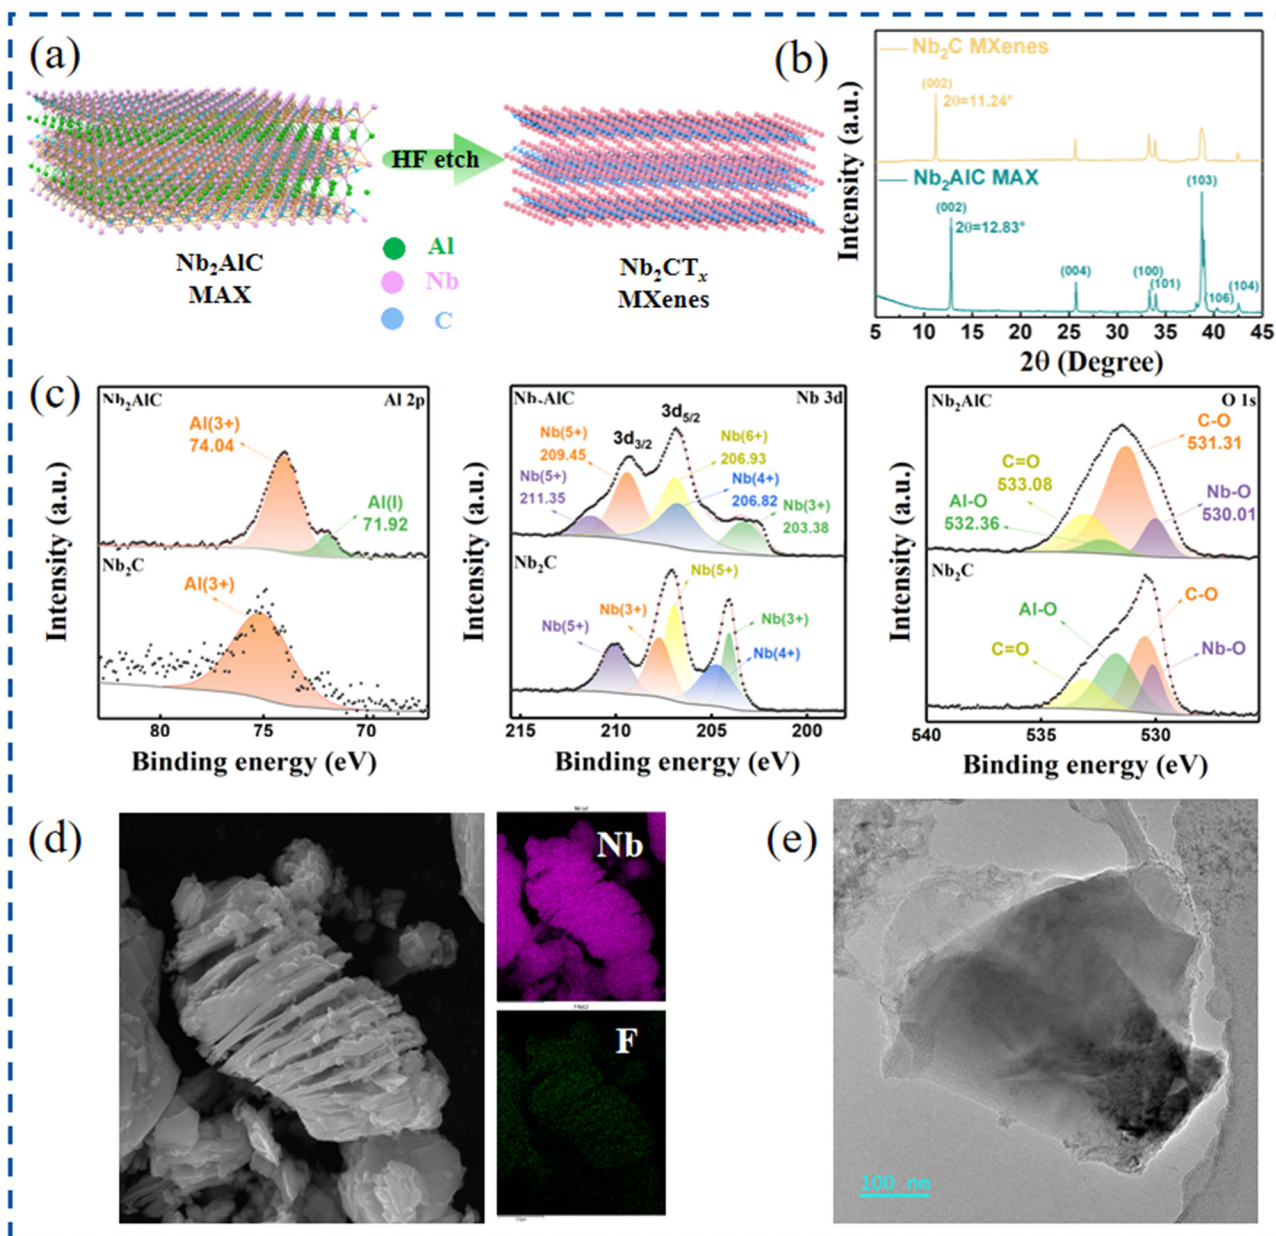 (a)
HF etch
Nb₂AlC
MAX
Al
Nb
C
Nb₂CTₓ
MXenes
(b)
Intensity (a.u.)
Nb₂C MXenes
(002)
2θ=11.24°
Nb₂AlC MAX
(002)
2θ=12.83°
(004)
(100)
(101)
(103)
106)
(104)
5 10 15 20 25 30 35 40 45
2θ (Degree)
(c)
Intensity (a.u.)
Nb₂AlC
Al 2p
Al(3+)
74.04
Al(I)
71.92
Nb₂C
Al(3+)
80 75 70
Binding energy (eV)
Intensity (a.u.)
Nb₂AlC
Nb 3d
3d₃/₂
3d₅/₂
Nb(5+)
209.45
Nb(6+)
206.93
Nb(5+)
211.35
Nb(4+)
206.82
Nb(3+)
203.38
Nb₂C
Nb(5+)
Nb(3+)
Nb(5+)
Nb(3+)
Nb(4+)
215 210 205 200
Binding energy (eV)
Intensity (a.u.)
Nb₂AlC
O 1s
C-O
531.31
C=O
533.08
Al-O
532.36
Nb-O
530.01
Nb₂C
C-O
Al-O
C=O
Nb-O
540 535 530
Binding energy (eV)
(d)
Nb
F
(e)
100 nm